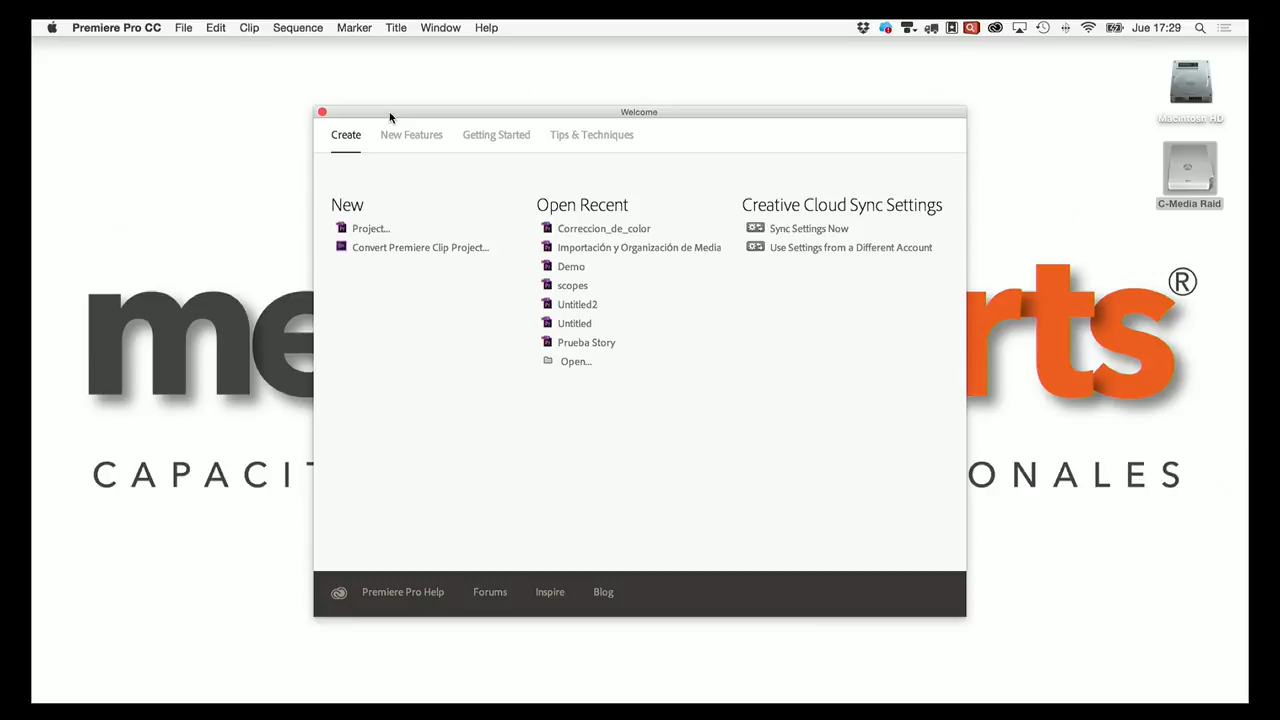 Premiere Pro CC File Edit Clip Sequence Marker Title Window Help Jue 17:29
Macintosh HD
C-Media Raid
Welcome
Create New Features Getting Started Tips & Techniques
New
Project...
Convert Premiere Clip Project...
Open Recent
Correccion_de_color
Importación y Organización de Media
Demo
scopes
Untitled2
Untitled
Prueba Story
Open...
Creative Cloud Sync Settings
Sync Settings Now
Use Settings from a Different Account
me rts®
CAPACIT ONALES
Premiere Pro Help Forums Inspire Blog